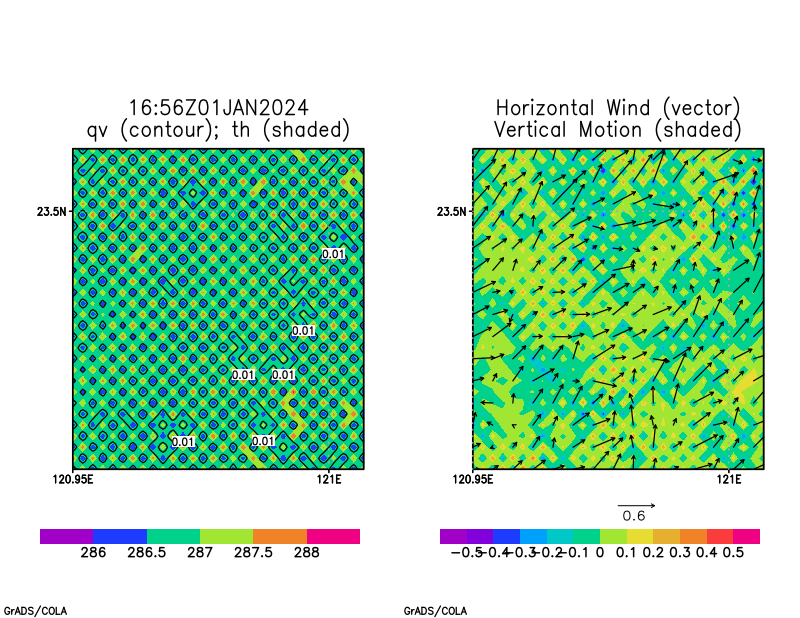 16:56Z01JAN2024
qv (contour); th (shaded)
23.5N
0.01
0.01
0.01
0.01
0.01
0.01
120.95E
121E
286
286.5
287
287.5
288
GrADS/COLA
Horizontal Wind (vector)
Vertical Motion (shaded)
23.5N
120.95E
121E
0.6
-0.5
-0.4
-0.3
-0.2
-0.1
0
0.1
0.2
0.3
0.4
0.5
GrADS/COLA